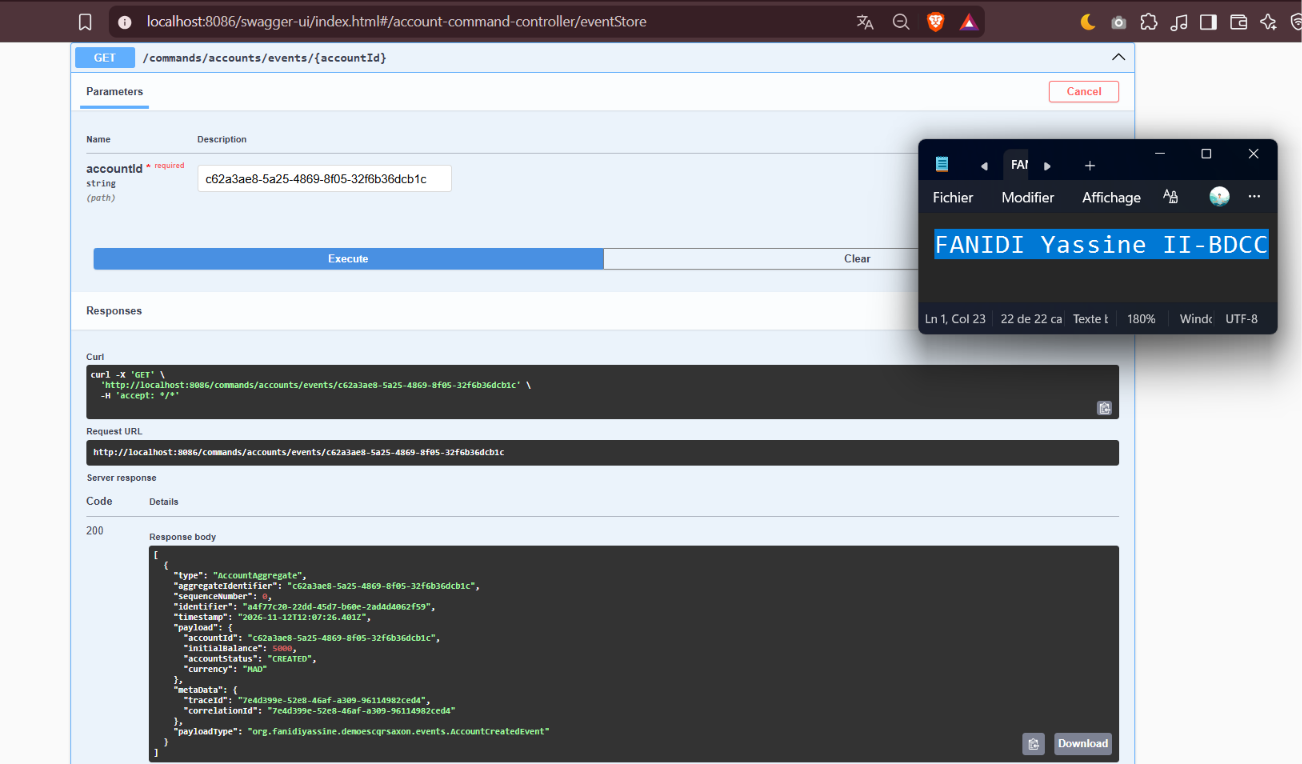 localhost:8086/swagger-ui/index.html#/account-command-controller/eventStore
GET /commands/accounts/events/{accountId}
Parameters
Cancel
Name Description
accountId * required
string
(path)
c62a3ae8-5a25-4869-8f05-32f6b36dcb1c
Execute Clear
FAN
Fichier Modifier Affichage
FANIDI Yassine II-BDCC
Ln 1, Col 23 22 de 22 ca Texte b 180% Windo UTF-8
Responses
Curl
curl -X 'GET' \
'http://localhost:8086/commands/accounts/events/c62a3ae8-5a25-4869-8f05-32f6b36dcb1c' \
-H 'accept: */*'
Request URL
http://localhost:8086/commands/accounts/events/c62a3ae8-5a25-4869-8f05-32f6b36dcb1c
Server response
Code Details
200
Response body
[
{
"type": "AccountAggregate",
"aggregateIdentifier": "c62a3ae8-5a25-4869-8f05-32f6b36dcb1c",
"sequenceNumber": 0,
"identifier": "a4f77c20-22dd-45d7-b60e-2ad4d4062f59",
"timestamp": "2026-11-12T12:07:26.401Z",
"payload": {
"accountId": "c62a3ae8-5a25-4869-8f05-32f6b36dcb1c",
"initialBalance": 5000,
"accountStatus": "CREATED",
"currency": "MAD"
},
"metaData": {
"traceId": "7e4d399e-52e8-46af-a309-96114982ced4",
"correlationId": "7e4d399e-52e8-46af-a309-96114982ced4"
},
"payloadType": "org.fanidiyassine.demoescqrsaxon.events.AccountCreatedEvent"
}
]
Download